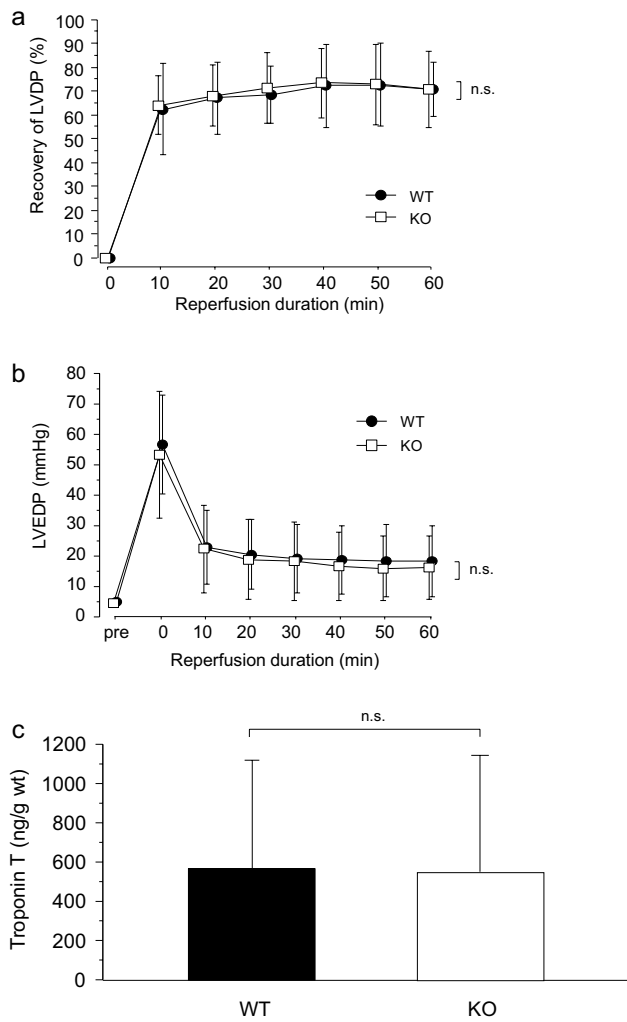 a
Recovery of LVDP (%)
100
90
80
70
60
50
40
30
20
10
0
n.s.
WT
KO
0 10 20 30 40 50 60
Reperfusion duration (min)
b
LVEDP (mmHg)
80
70
60
50
40
30
20
10
0
WT
KO
n.s.
pre 0 10 20 30 40 50 60
Reperfusion duration (min)
c
n.s.
Troponin T (ng/g wt)
1200
1000
800
600
400
200
0
WT KO